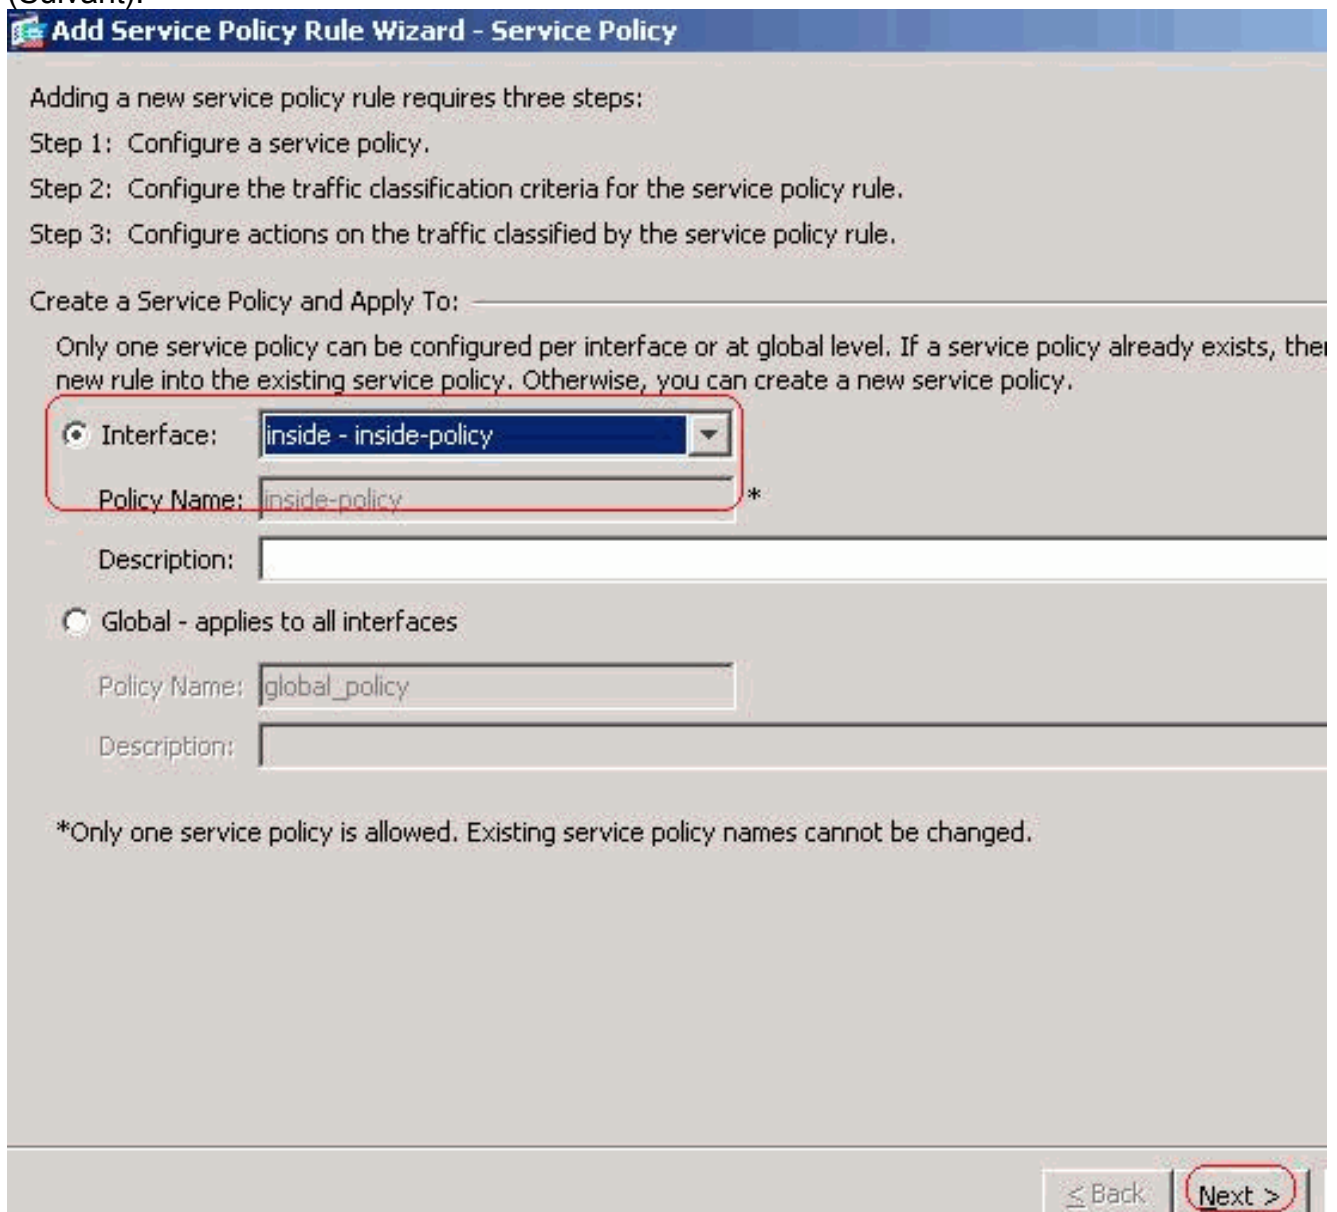 (Suivant).
Add Service Policy Rule Wizard - Service Policy
Adding a new service policy rule requires three steps:
Step 1: Configure a service policy.
Step 2: Configure the traffic classification criteria for the service policy rule.
Step 3: Configure actions on the traffic classified by the service policy rule.
Create a Service Policy and Apply To:
Only one service policy can be configured per interface or at global level. If a service policy already exists, then
new rule into the existing service policy. Otherwise, you can create a new service policy.
Interface: inside - inside-policy
Policy Name: inside-policy *
Description:
Global - applies to all interfaces
Policy Name: global_policy
Description:
*Only one service policy is allowed. Existing service policy names cannot be changed.
< Back Next >